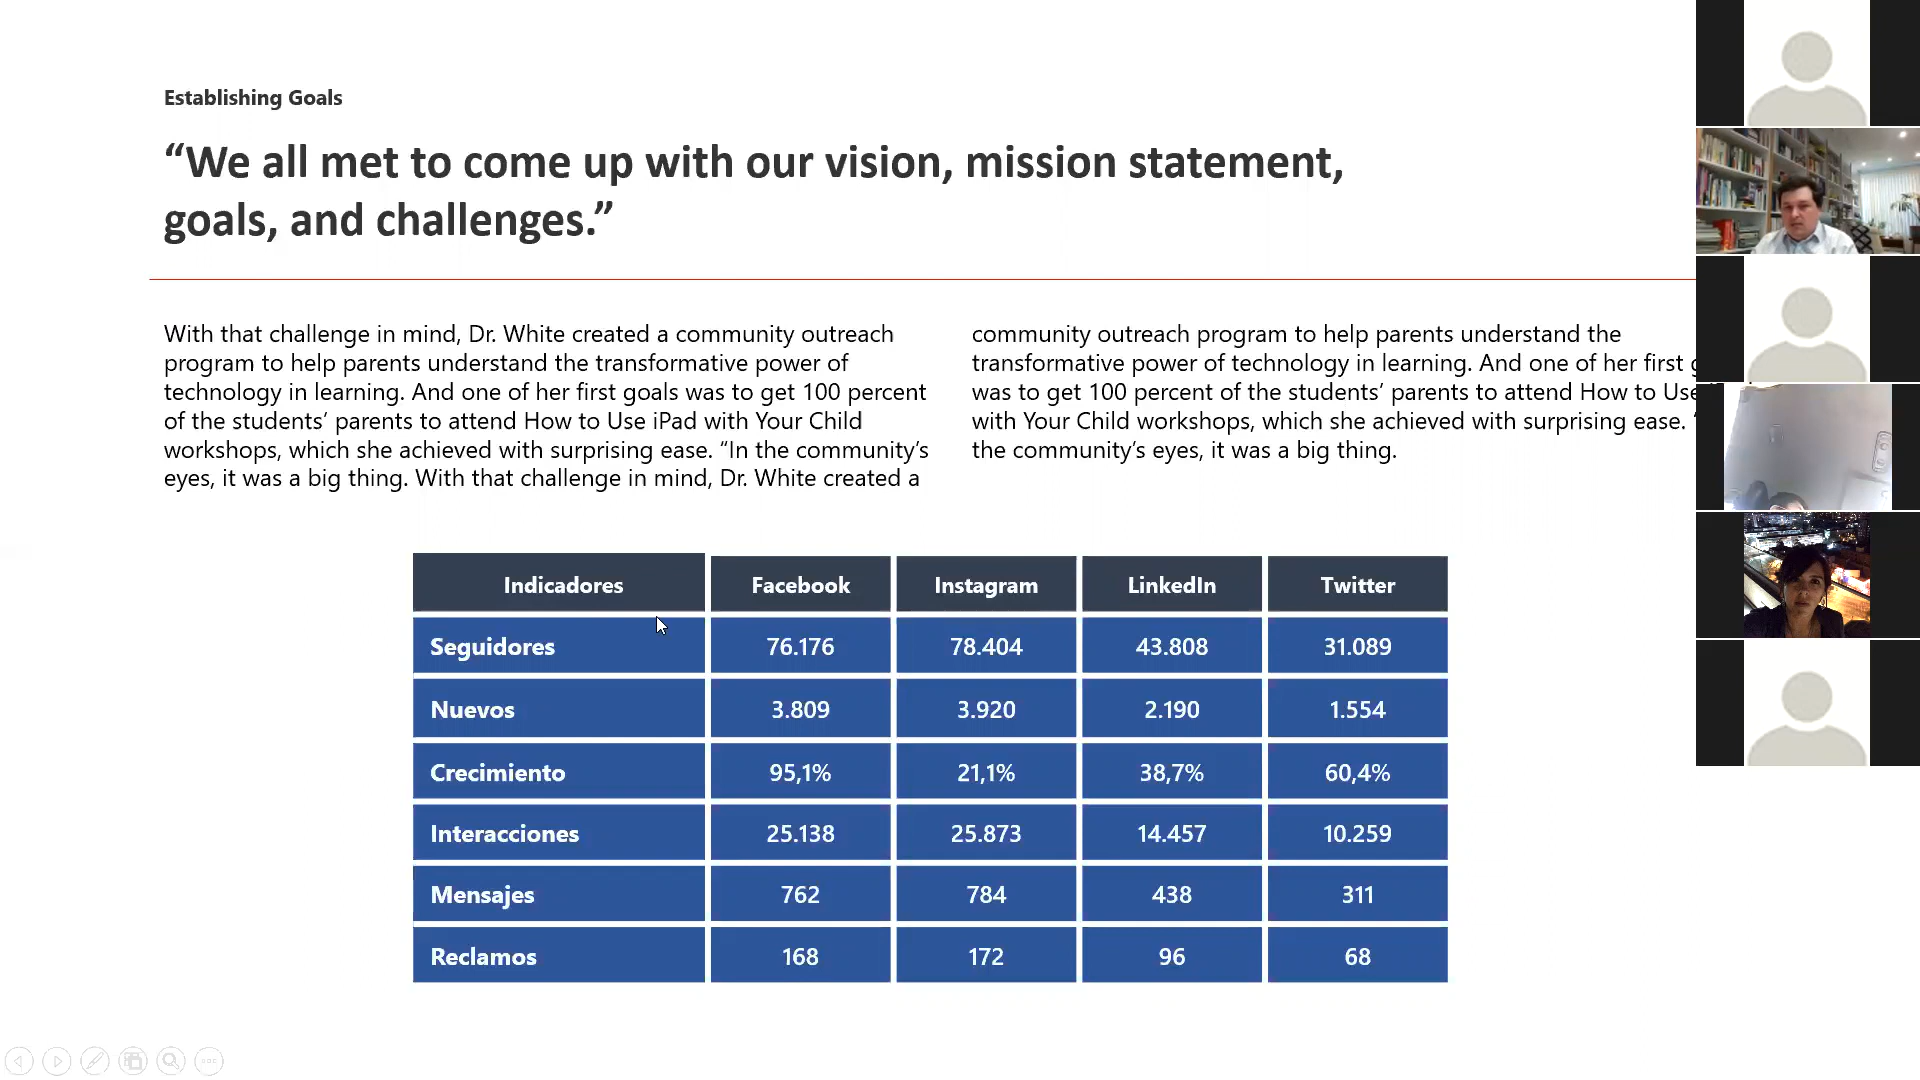 Establishing Goals
“We all met to come up with our vision, mission statement,
goals, and challenges.”
With that challenge in mind, Dr. White created a community outreach
program to help parents understand the transformative power of
technology in learning. And one of her first goals was to get 100 percent
of the students’ parents to attend How to Use iPad with Your Child
workshops, which she achieved with surprising ease. “In the community’s
eyes, it was a big thing. With that challenge in mind, Dr. White created a
community outreach program to help parents understand the
transformative power of technology in learning. And one of her first
was to get 100 percent of the students’ parents to attend How to Use
with Your Child workshops, which she achieved with surprising ease.
the community’s eyes, it was a big thing.
Indicadores Facebook Instagram LinkedIn Twitter
Seguidores 76.176 78.404 43.808 31.089
Nuevos 3.809 3.920 2.190 1.554
Crecimiento 95,1% 21,1% 38,7% 60,4%
Interacciones 25.138 25.873 14.457 10.259
Mensajes 762 784 438 311
Reclamos 168 172 96 68